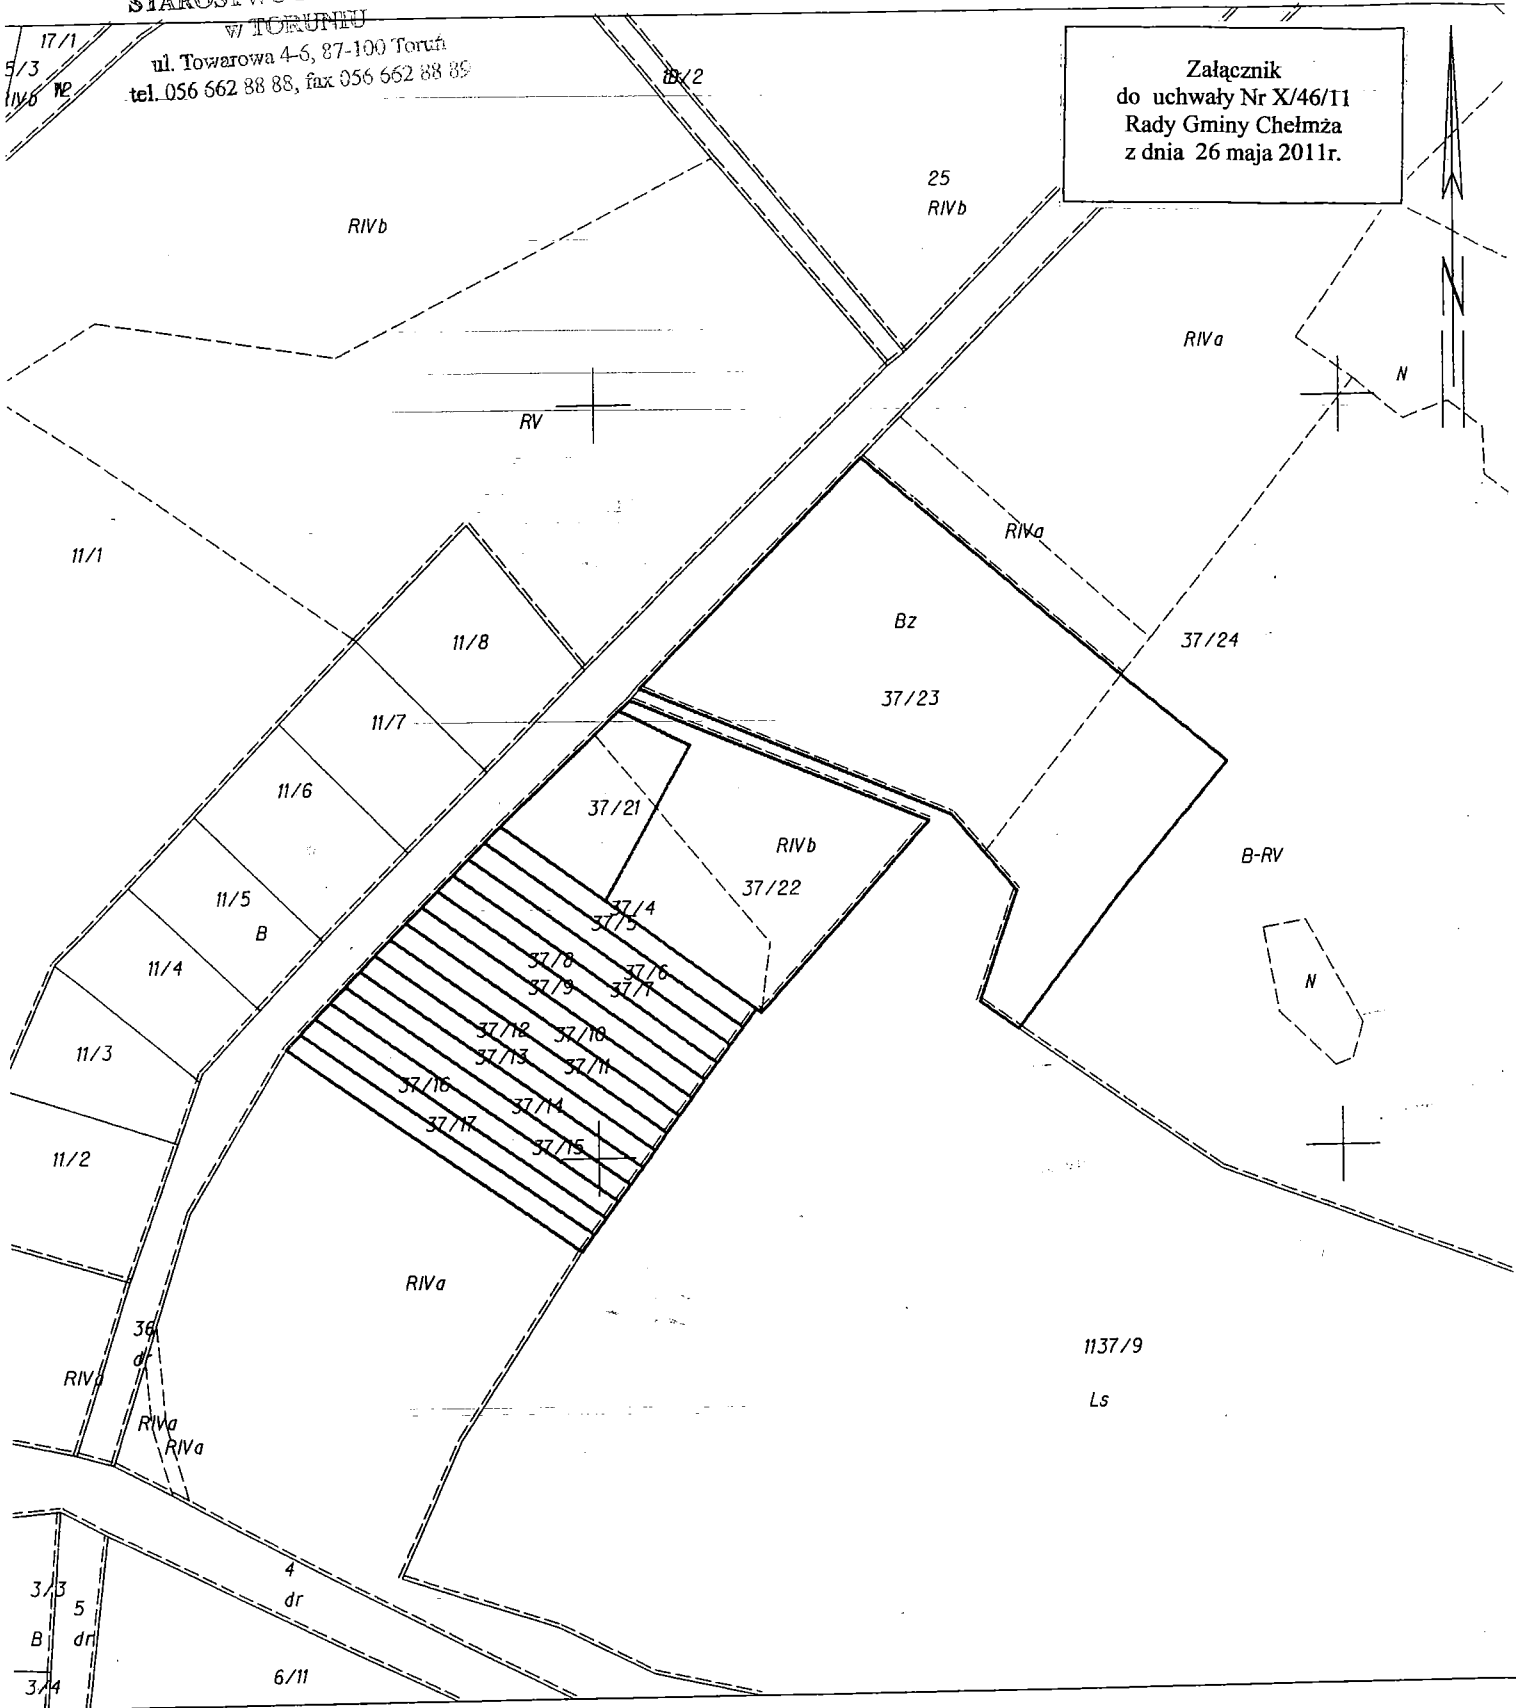 w TORUNIU
ul. Towarowa 4-6, 87-100 Toruń
tel. 056 662 88 88, fax 056 662 88 89
Załącznik
do uchwały Nr X/46/11
Rady Gminy Chełmża
z dnia 26 maja 2011r.
17/1
5/3
RIVb
25
RIVb
RIVb
N
RIVa
N
RV
RIVa
11/1
Bz
11/8
37/24
37/23
11/7
11/6
37/21
RIVb
B-RV
37/22
11/5
37/4
37/5
B
37/8
37/6
11/4
37/9
37/7
N
37/12
37/10
11/3
37/13
37/11
37/16
37/14
37/17
37/15
11/2
RIVa
36
dr
1137/9
RIVa
Ls
RIVa
RIVa
4
dr
3/3
5
B
dr
6/11
3/4